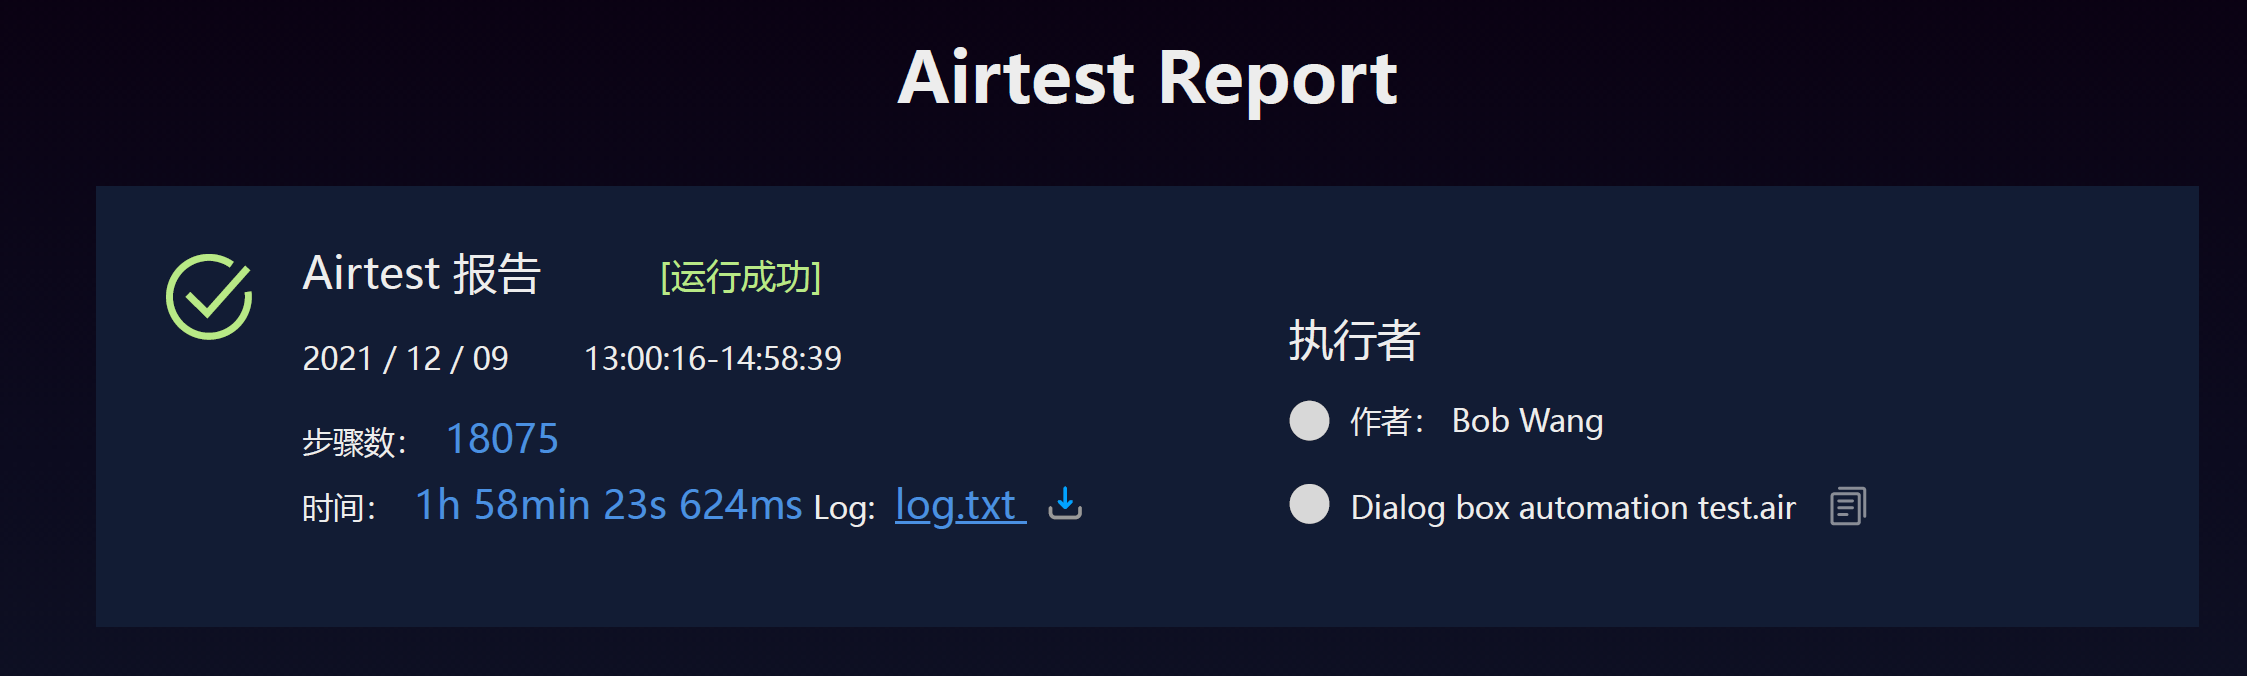 Airtest Report
Airtest 报告 [运行成功]
2021 / 12 / 09 13:00:16-14:58:39
步骤数： 18075
时间： 1h 58min 23s 624ms Log: log.txt
执行者
作者： Bob Wang
Dialog box automation test.air